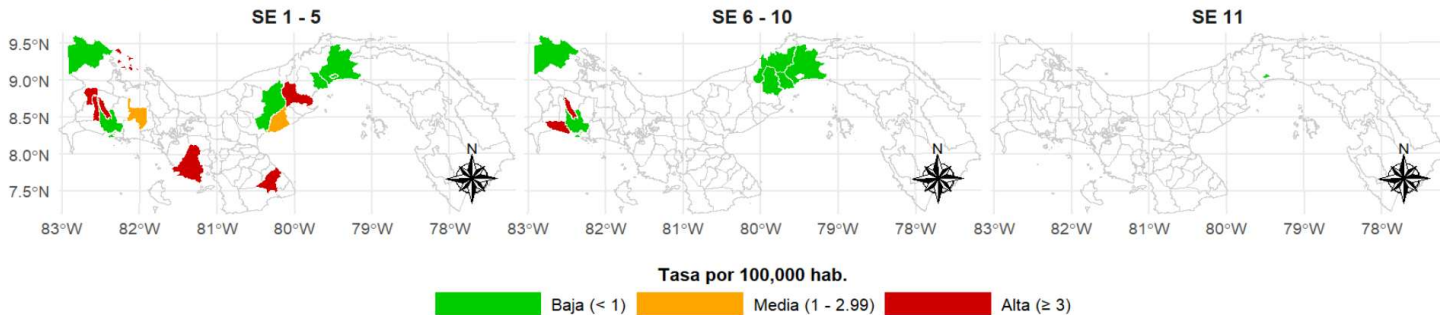 SE 1 - 5
SE 6 - 10
SE 11
9.5°N
9.0°N
8.5°N
8.0°N
7.5°N
N
N
N
83°W 82°W 81°W 80°W 79°W 78°W
83°W 82°W 81°W 80°W 79°W 78°W
83°W 82°W 81°W 80°W 79°W 78°W
Tasa por 100,000 hab.
Baja (< 1) Media (1 - 2.99) Alta (≥ 3)